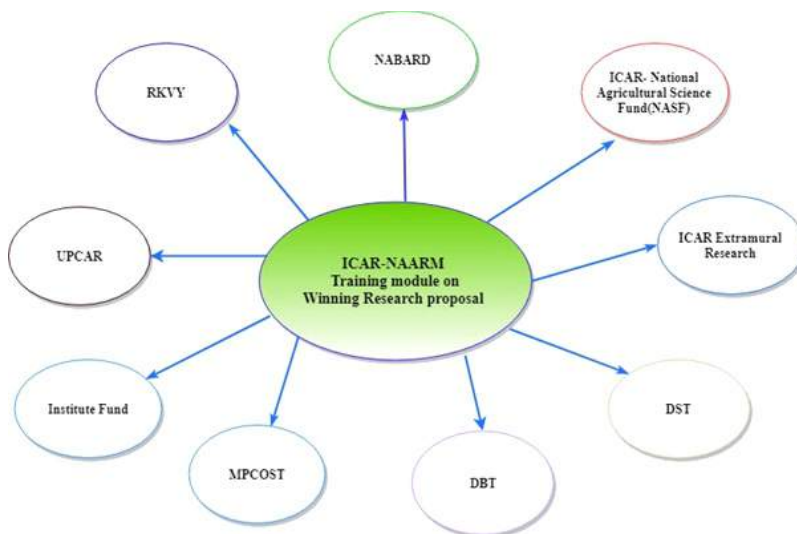 NABARD
RKVY
ICAR- National
Agricultural Science
Fund(NASF)
UPCAR
ICAR-NAARM
Training module on
Winning Research proposal
ICAR Extramural
Research
Institute Fund
MPCOST
DBT
DST